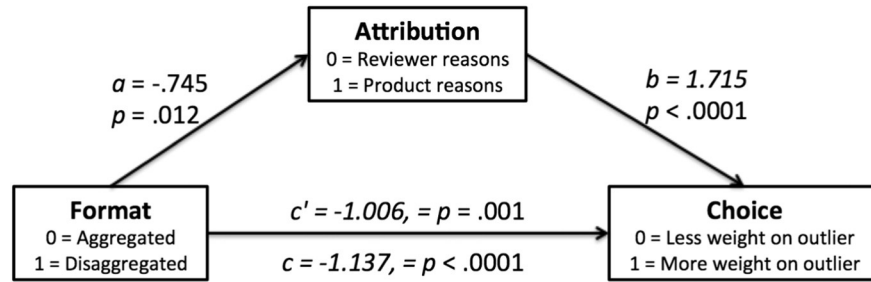 Attribution
0 = Reviewer reasons
1 = Product reasons
a = -.745
p = .012
b = 1.715
p < .0001
Format
0 = Aggregated
1 = Disaggregated
c' = -1.006, = p = .001
c = -1.137, = p < .0001
Choice
0 = Less weight on outlier
1 = More weight on outlier